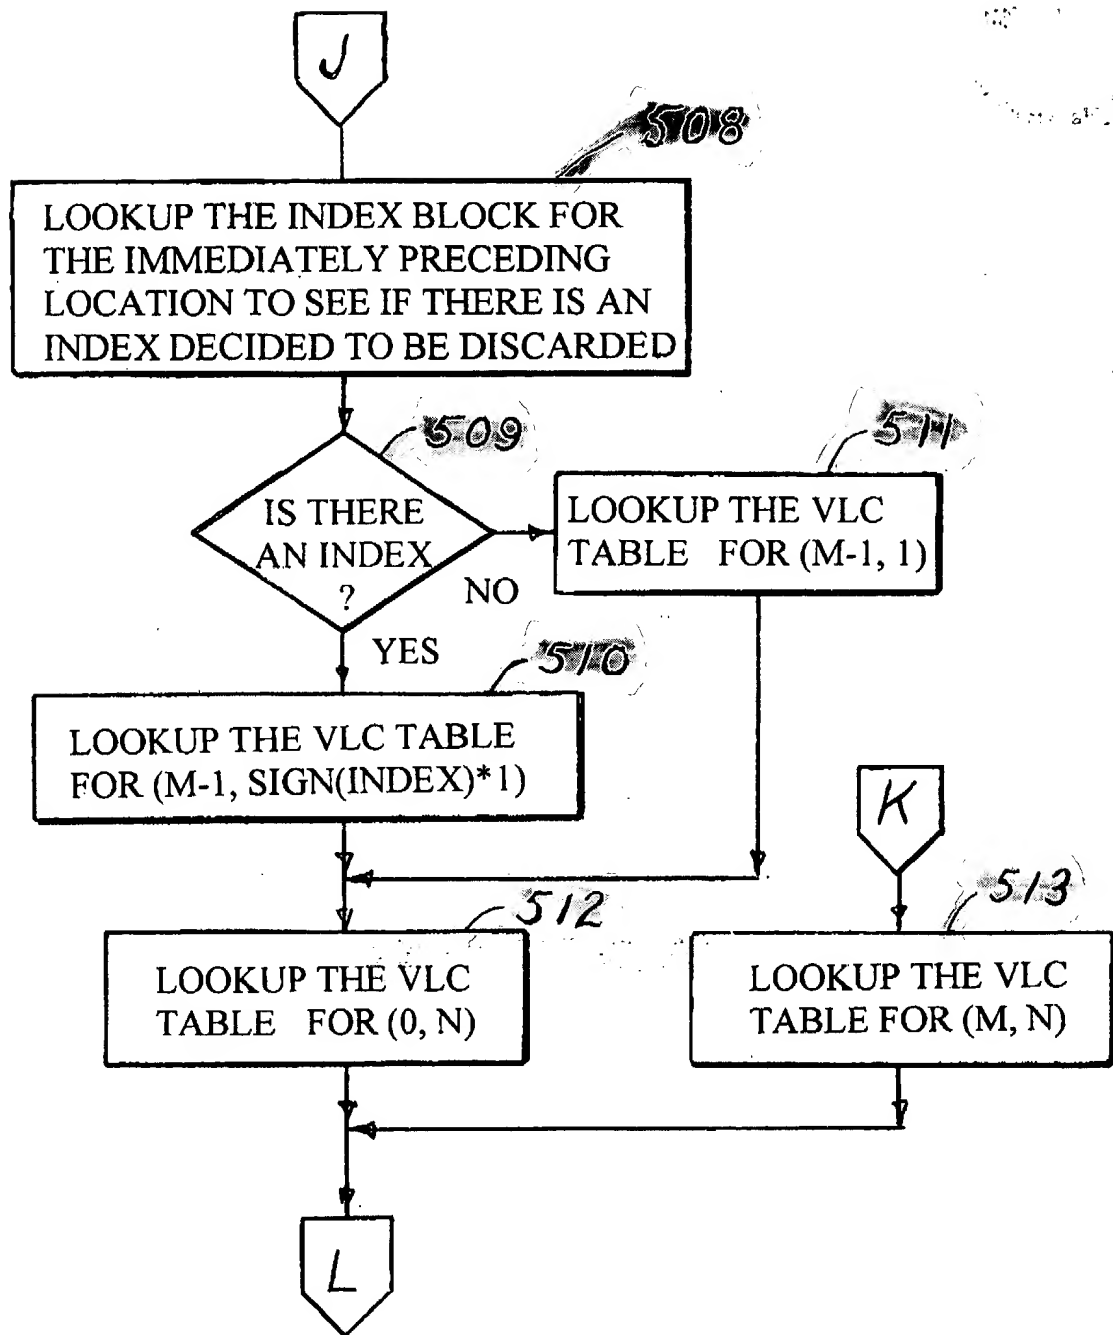 J
508
LOOKUP THE INDEX BLOCK FOR
THE IMMEDIATELY PRECEDING
LOCATION TO SEE IF THERE IS AN
INDEX DECIDED TO BE DISCARDED
509
IS THERE
AN INDEX
?
NO
YES
511
LOOKUP THE VLC
TABLE FOR (M-1, 1)
510
LOOKUP THE VLC TABLE
FOR (M-1, SIGN(INDEX)*1)
K
512
LOOKUP THE VLC
TABLE FOR (0, N)
513
LOOKUP THE VLC
TABLE FOR (M, N)
L